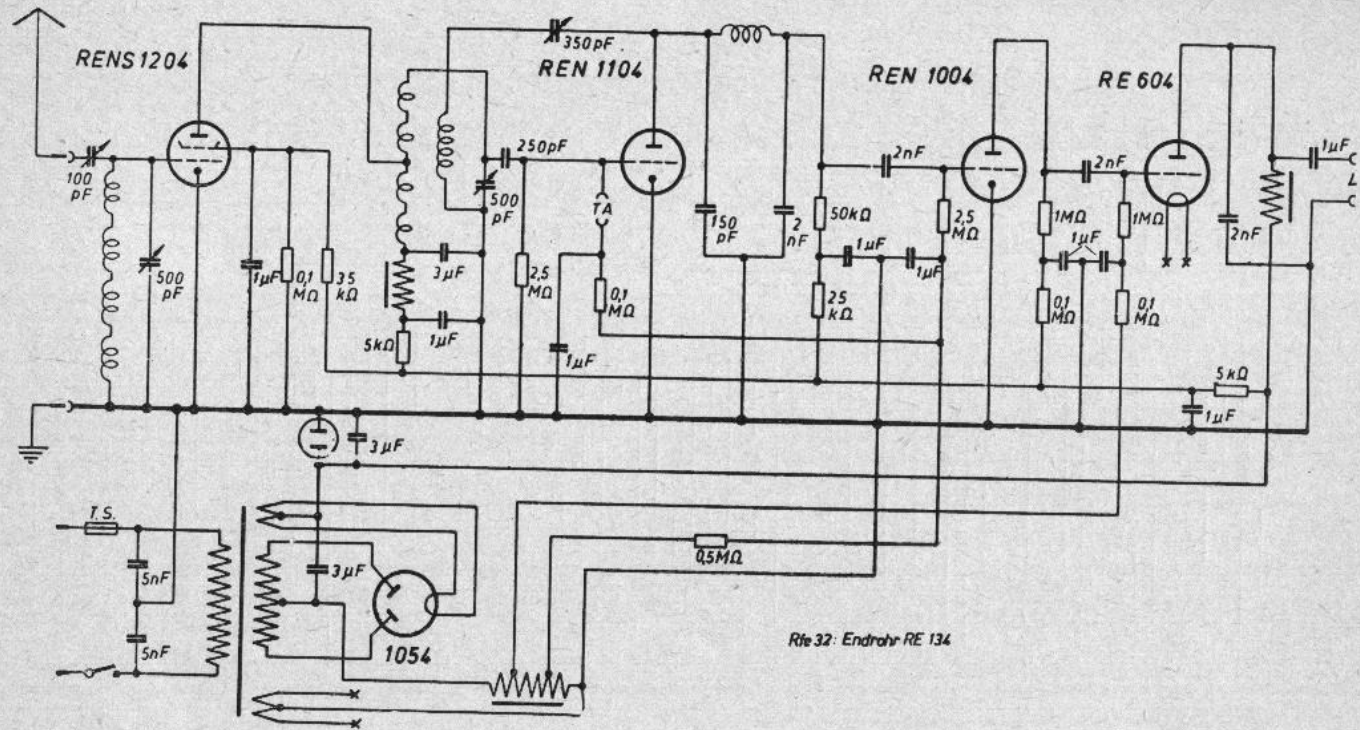 RENS 1204
REN 1104
REN 1004
RE 604
350 pF
100 pF
500 pF
1µF
0,1 MΩ
35 kΩ
3µF
1µF
5kΩ
250 pF
500 pF
TA
2,5 MΩ
0,1 MΩ
1µF
150 pF
2 nF
50kΩ
2nF
2,5 MΩ
1µF
1µF
25 kΩ
2nF
1MΩ
1MΩ
1µF
0,1 MΩ
0,1 MΩ
2nF
1µF
L
5kΩ
1µF
3µF
T.S.
5nF
5nF
3µF
1054
0,5MΩ
Rfe 32: Endrohr RE 134